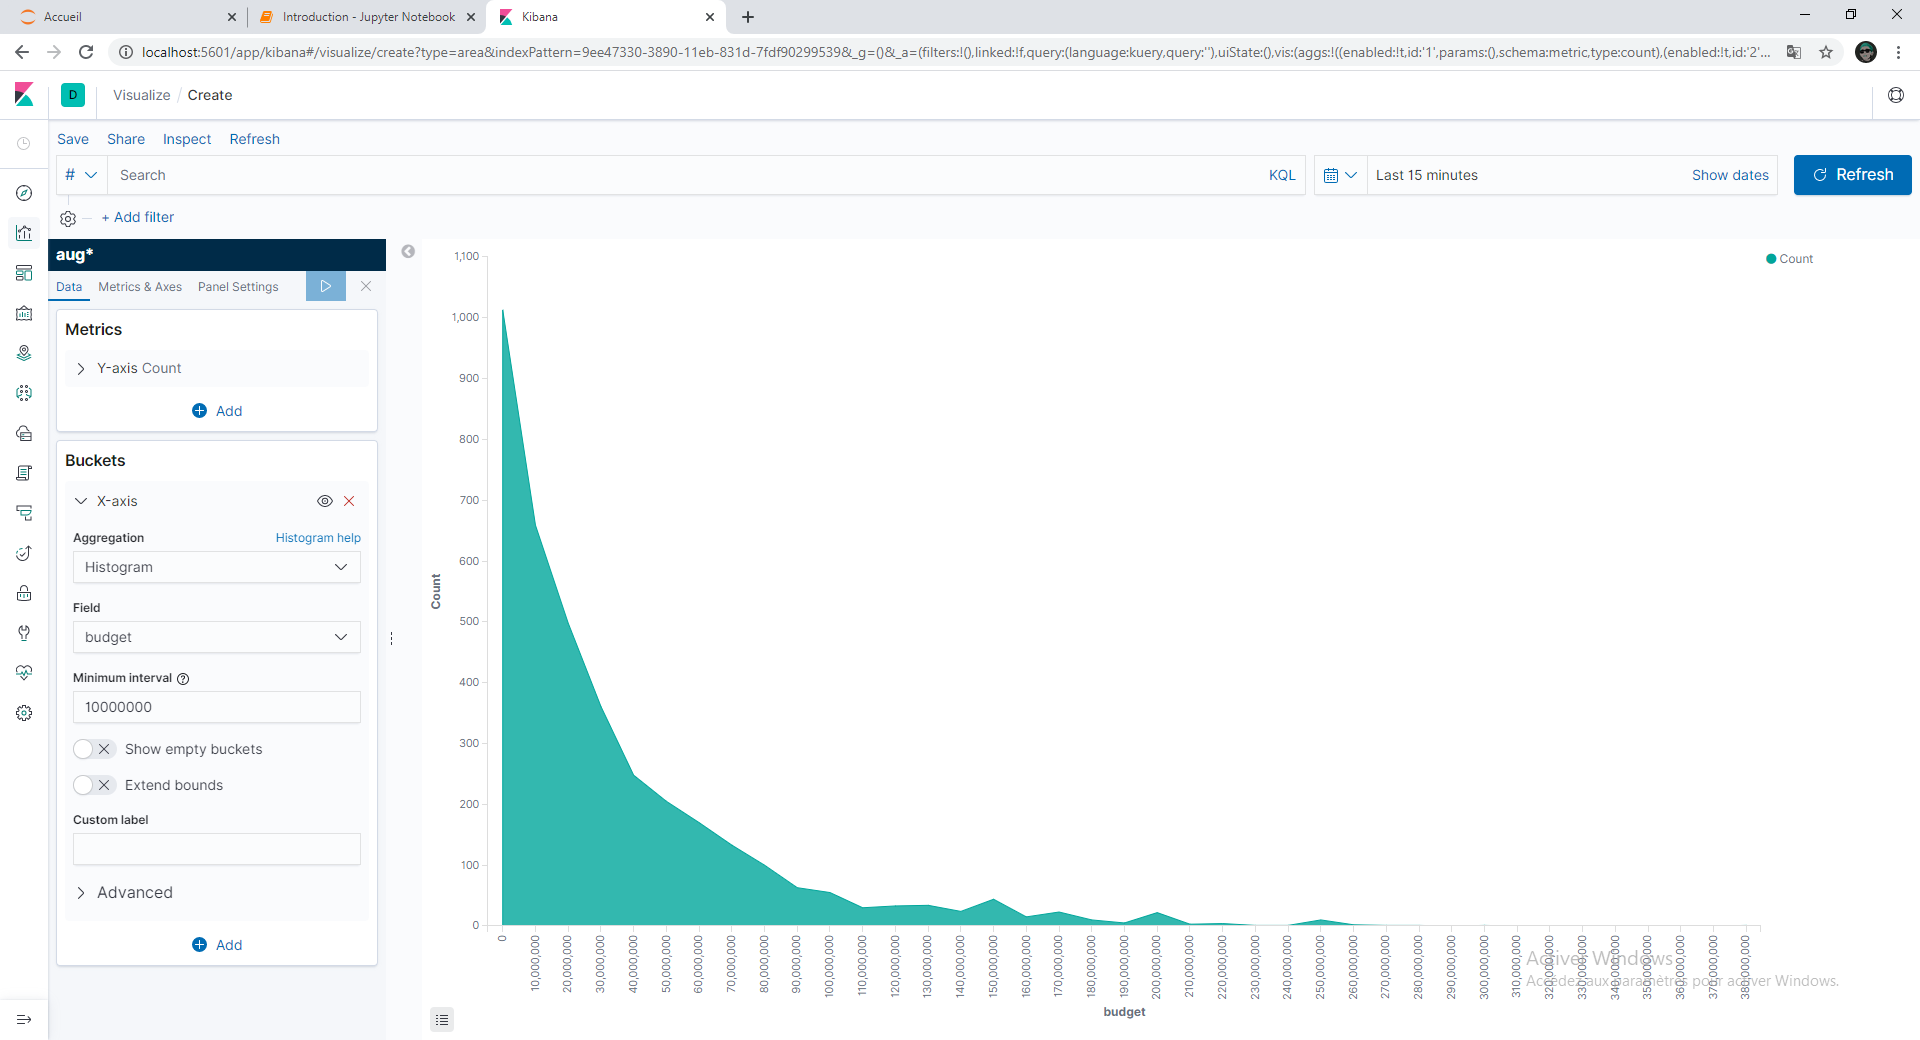 Accueil
Introduction - Jupyter Notebook
Kibana
localhost:5601/app/kibana#/visualize/create?type=area&indexPattern=9ee47330-3890-11eb-831d-7fdf90299539&_g=()&_a=(filters:!(),linked:!f,query:(language:kuery,query:''),uiState:(),vis:(aggs:!((enabled:!t,id:'1',params:(),schema:metric,type:count),(enabled:!t,id:'2'...
D
Visualize / Create
Save Share Inspect Refresh
# Search KQL
Last 15 minutes Show dates
Refresh
+ Add filter
aug*
Data Metrics & Axes Panel Settings
Metrics
Y-axis Count
Add
Buckets
X-axis
Aggregation Histogram help
Histogram
Field
budget
Minimum interval
10000000
Show empty buckets
Extend bounds
Custom label
Advanced
Add
Count
1,100
1,000
900
800
700
600
500
400
300
200
100
0
Count
0
10,000,000
20,000,000
30,000,000
40,000,000
50,000,000
60,000,000
70,000,000
80,000,000
90,000,000
100,000,000
110,000,000
120,000,000
130,000,000
140,000,000
150,000,000
160,000,000
170,000,000
180,000,000
190,000,000
200,000,000
210,000,000
220,000,000
230,000,000
240,000,000
250,000,000
260,000,000
270,000,000
280,000,000
290,000,000
300,000,000
310,000,000
320,000,000
330,000,000
340,000,000
350,000,000
360,000,000
370,000,000
380,000,000
budget
Activer Windows
Accédez aux paramètres pour activer Windows.